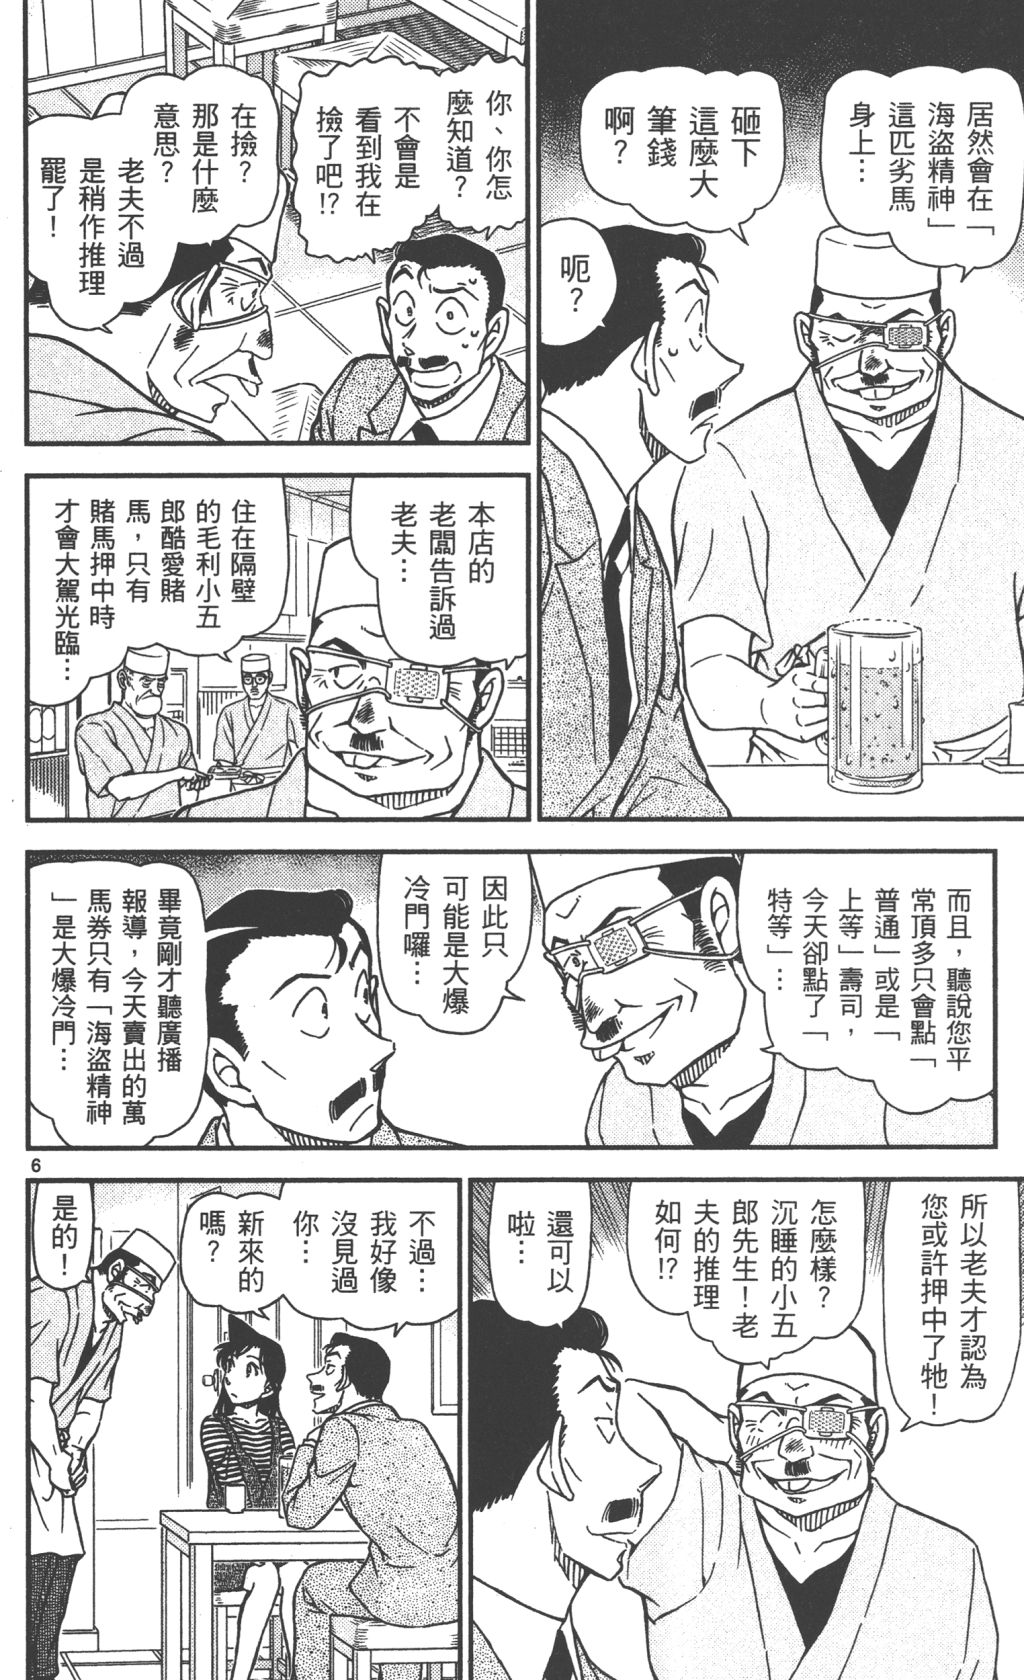 居然會在「
海盜精神」
這匹劣馬
身上…
砸下
這麼大
筆錢
啊？
呃？
你、你怎
麼知道？
不會是
看到我在
撿了吧!?
在撿？
那是什麼
意思？
老夫不過
是稍作推理
罷了！
本店的
老闆告訴過
老夫…
住在隔壁
的毛利小五
郎酷愛賭
馬，只有
賭馬押中時
才會大駕光臨…
而且，聽說您平
常頂多只會點「
普通」或是「
上等」壽司，
今天卻點了「
特等」…
因此只
可能是大爆
冷門囉…
畢竟剛才聽廣播
報導，今天賣出的萬
馬券只有「海盜精神
」是大爆冷門…
6
所以老夫才認為
您或許押中了牠！
怎麼樣？
沉睡的小五
郎先生！老
夫的推理
如何!?
還可以
啦…
不過…
我好像
沒見過
你…
新來的
嗎？
是的！